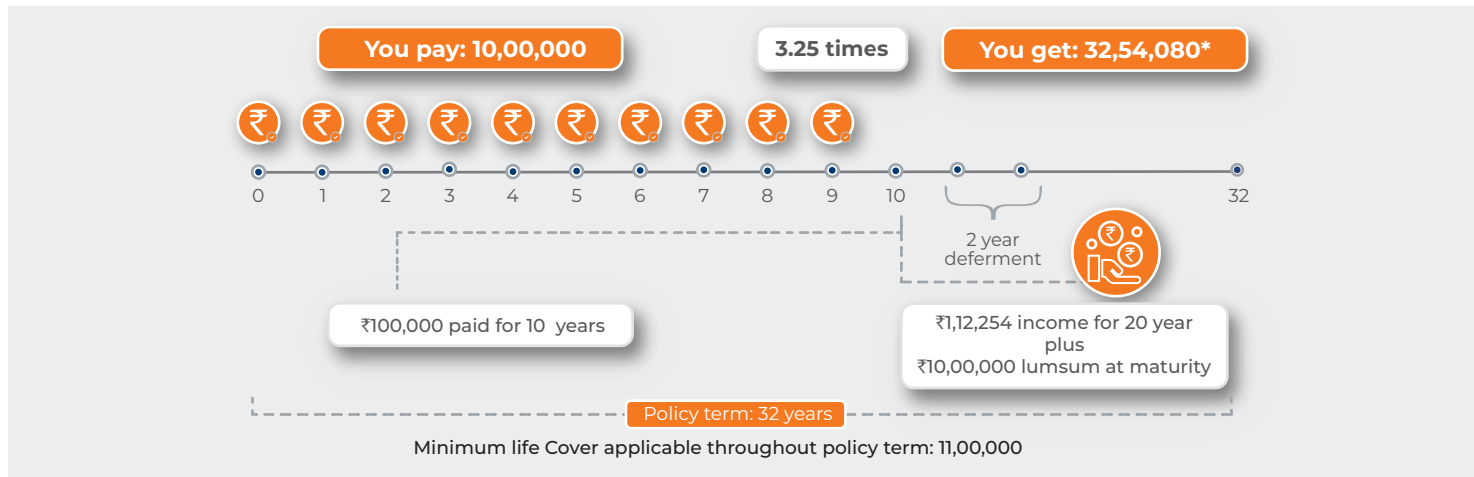 You pay: 10,00,000
3.25 times
You get: 32,54,080*
₹ ₹ ₹ ₹ ₹ ₹ ₹ ₹ ₹ ₹
0 1 2 3 4 5 6 7 8 9 10 32
2 year
deferment
₹
₹
₹100,000 paid for 10 years
₹1,12,254 income for 20 year
plus
₹10,00,000 lumsum at maturity
Policy term: 32 years
Minimum life Cover applicable throughout policy term: 11,00,000